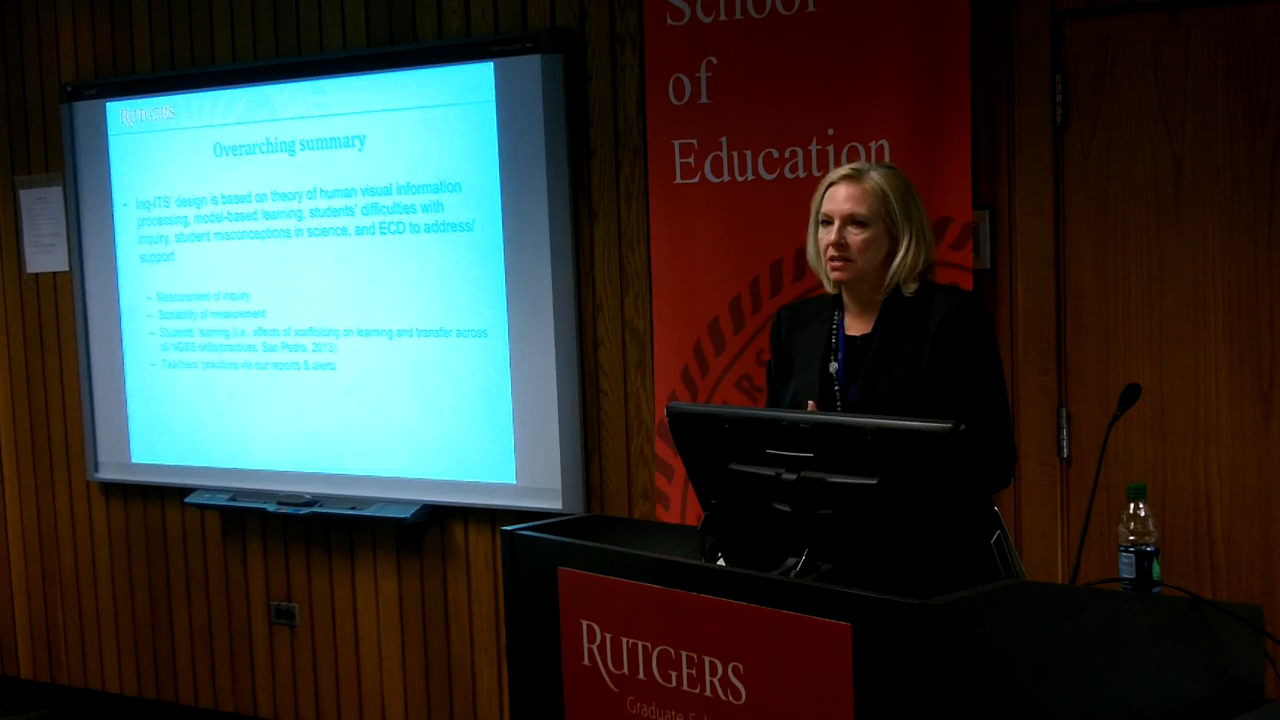 RUTGERS
Overarching summary
- Inq-ITS' design is based on theory of human visual information
processing, model-based learning, students' difficulties with
inquiry, student misconceptions in science, and ECD to address/
support
– Measurement of inquiry
– Scalability of measurement
– Students' learning (i.e., effects of scaffolding on learning and transfer across
all NGSS skills/practices, Sao Pedro, 2013)
– Teachers' practices via our reports & alerts
School
of
Education
RUTGERS
Graduate